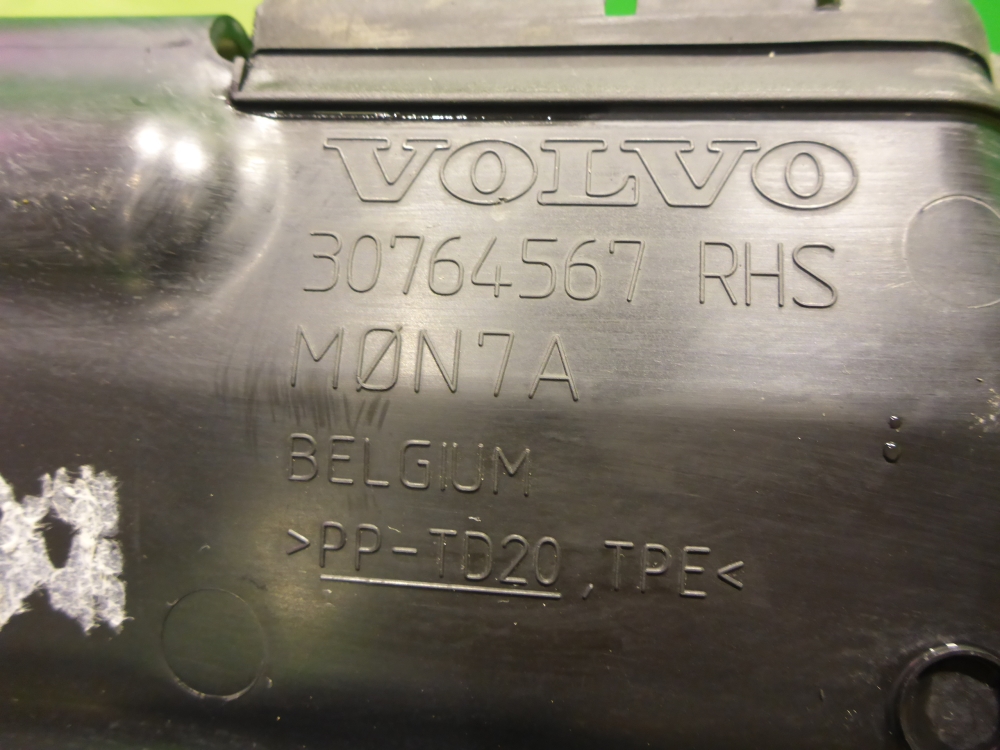 VOLVO
30764567 RHS
MØN7A
BELGIUM
>PP-TD20,TPE<